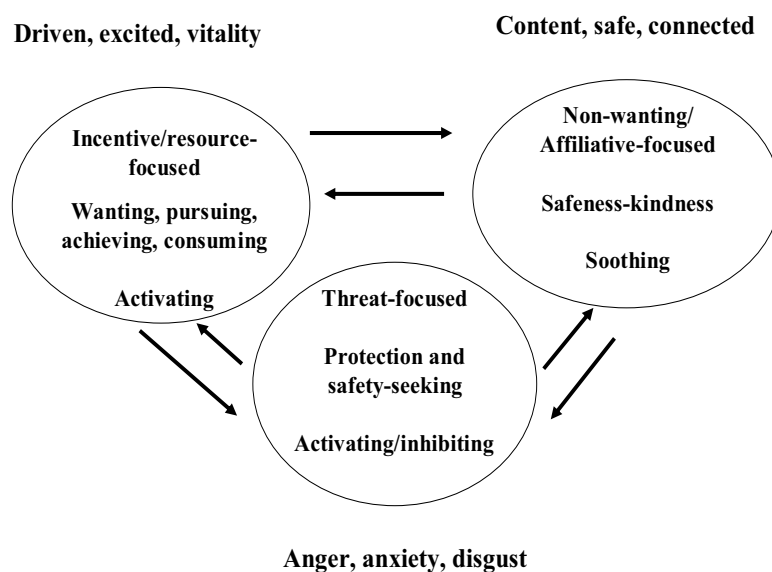 Driven, excited, vitality
Content, safe, connected
Incentive/resource-
focused
Wanting, pursuing,
achieving, consuming
Activating
Non-wanting/
Affiliative-focused
Safeness-kindness
Soothing
Threat-focused
Protection and
safety-seeking
Activating/inhibiting
Anger, anxiety, disgust